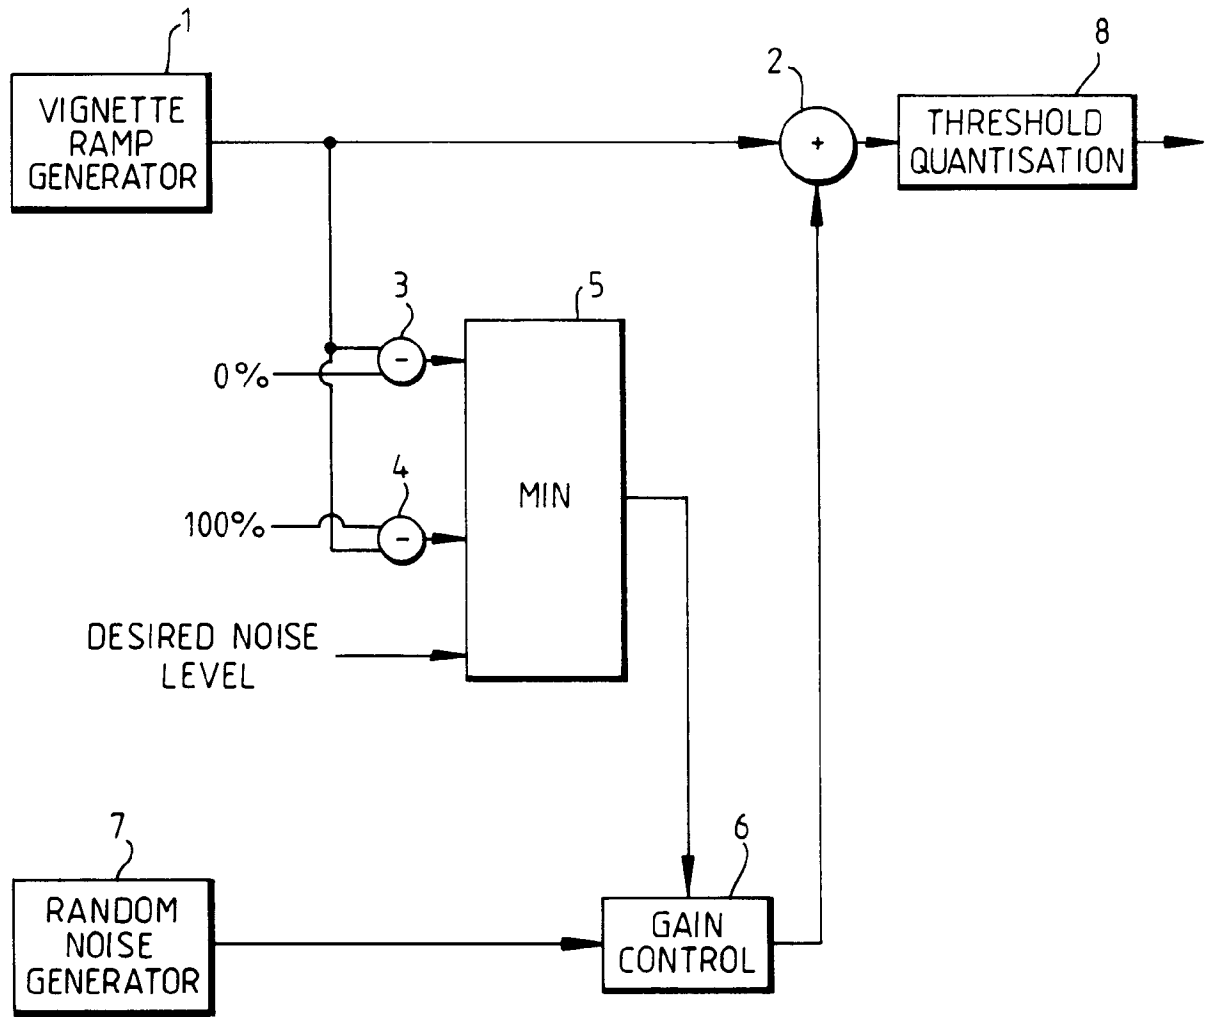 1
VIGNETTE
RAMP
GENERATOR
2
+
8
THRESHOLD
QUANTISATION
3
-
0%
5
MIN
4
-
100%
DESIRED NOISE
LEVEL
7
RANDOM
NOISE
GENERATOR
6
GAIN
CONTROL